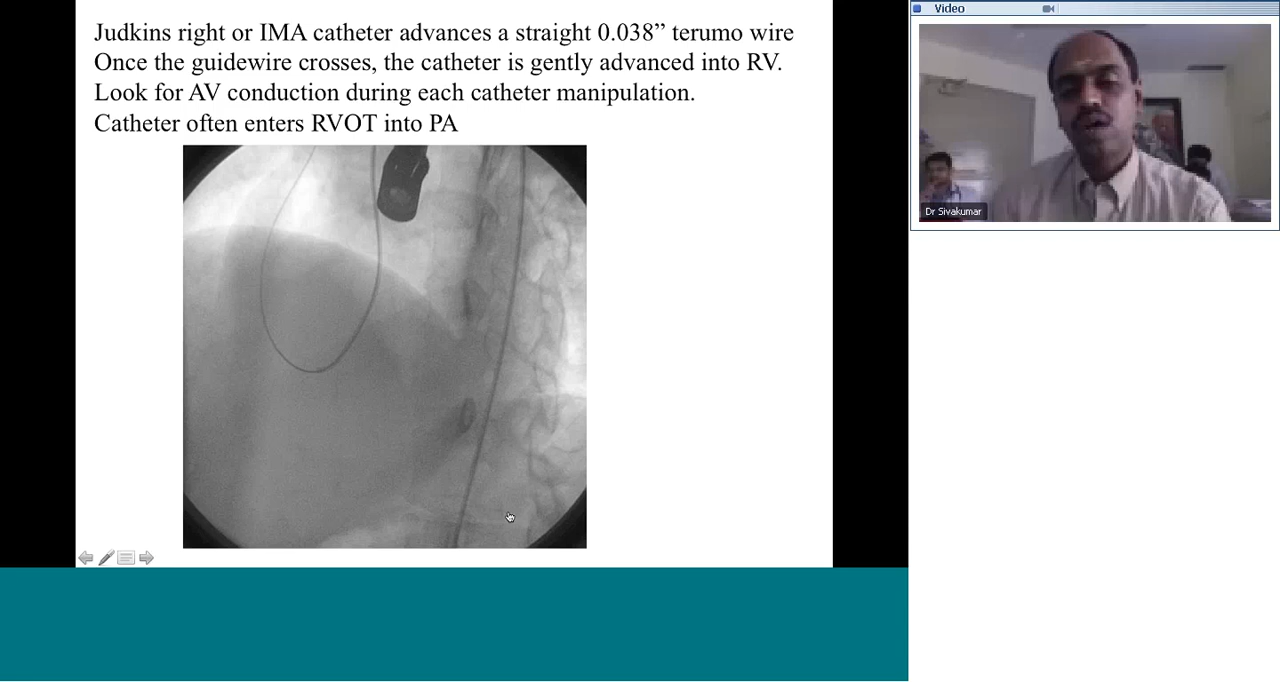 Judkins right or IMA catheter advances a straight 0.038” terumo wire
Once the guidewire crosses, the catheter is gently advanced into RV.
Look for AV conduction during each catheter manipulation.
Catheter often enters RVOT into PA
Video
Dr Sivakumar